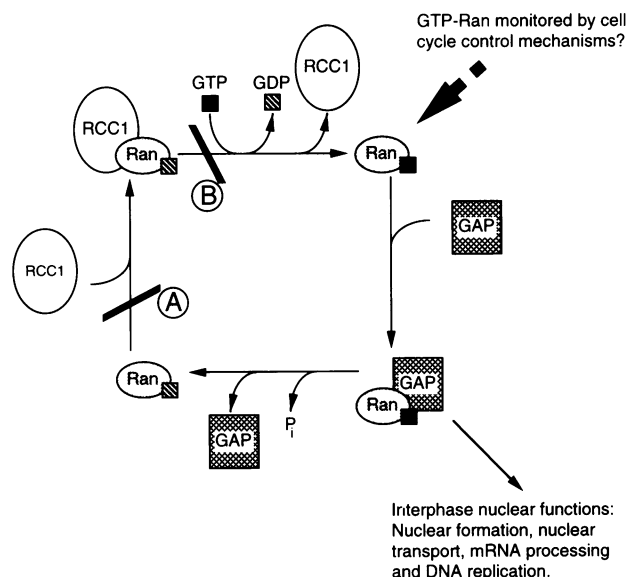 GTP-Ran monitored by cell
cycle control mechanisms?
RCC1
GTP
GDP
RCC1
Ran
Ran
B
GAP
RCC1
A
Ran
GAP
Ran
GAP
Pi
Interphase nuclear functions:
Nuclear formation, nuclear
transport, mRNA processing
and DNA replication.